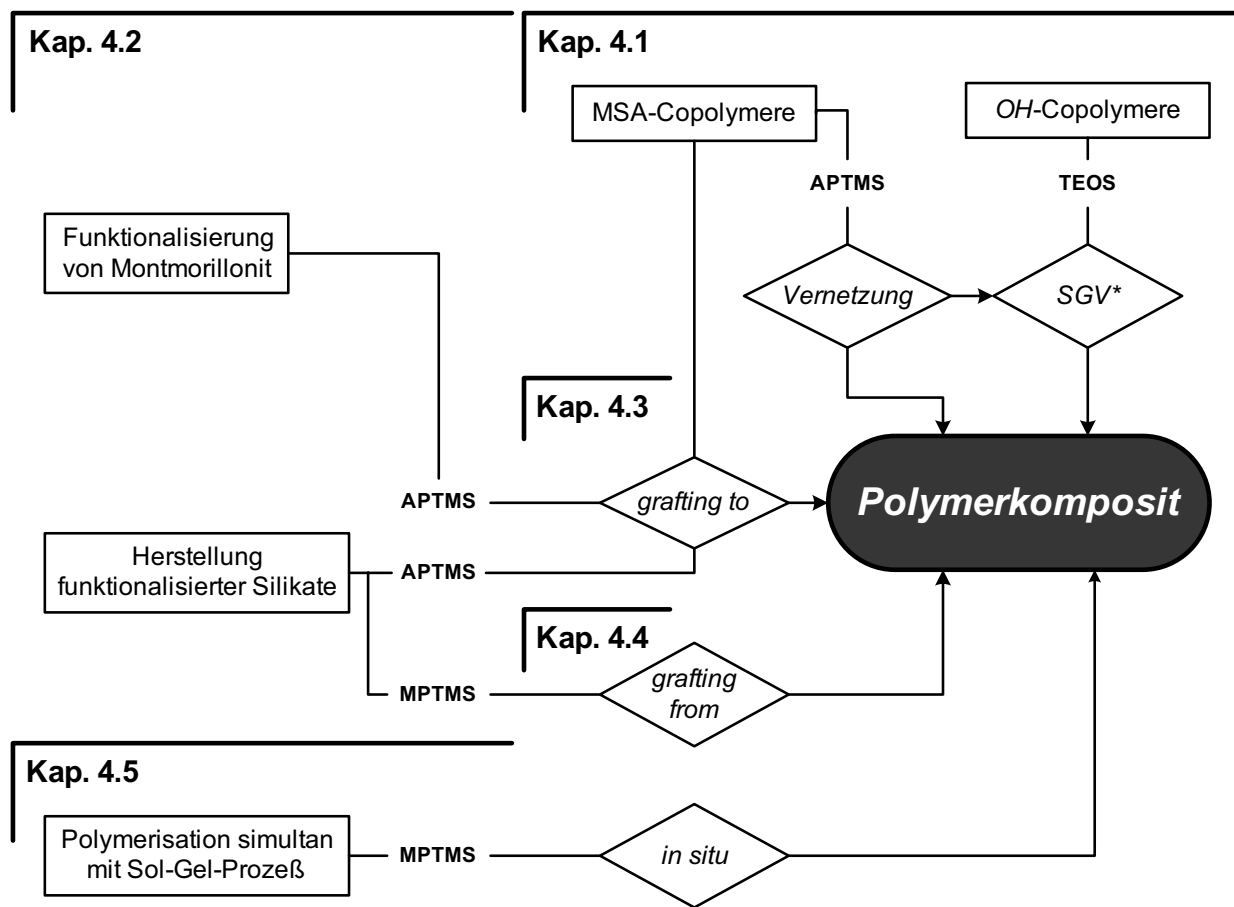 Kap. 4.2
Kap. 4.1
MSA-Copolymere
OH-Copolymere
APTMS
TEOS
Funktionalisierung
von Montmorillonit
Vernetzung
SGV*
Kap. 4.3
Polymerkomposit
APTMS
grafting to
Herstellung
funktionalisierter Silikate
APTMS
Kap. 4.4
MPTMS
grafting
from
Kap. 4.5
Polymerisation simultan
mit Sol-Gel-Prozeß
MPTMS
in situ